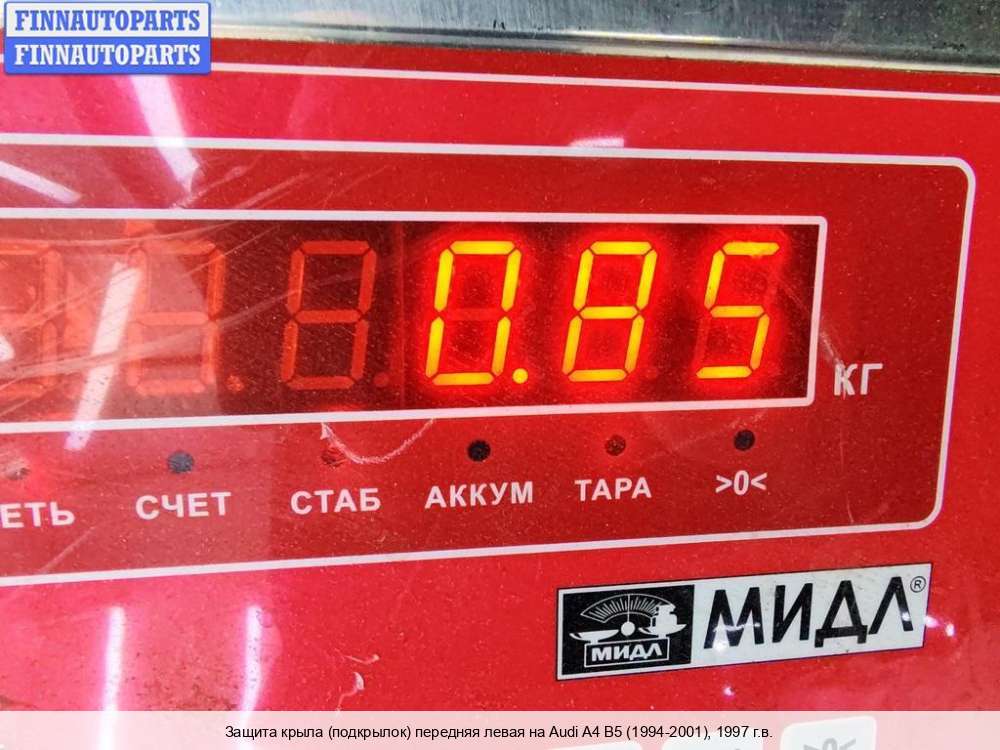 FINNAUTOPARTS
FINNAUTOPARTS
0.85
КГ
ЕТЬ СЧЕТ СТАБ АККУМ ТАРА >0<
МИДЛ МИДЛ®
Защита крыла (подкрылок) передняя левая на Audi A4 B5 (1994-2001), 1997 г.в.